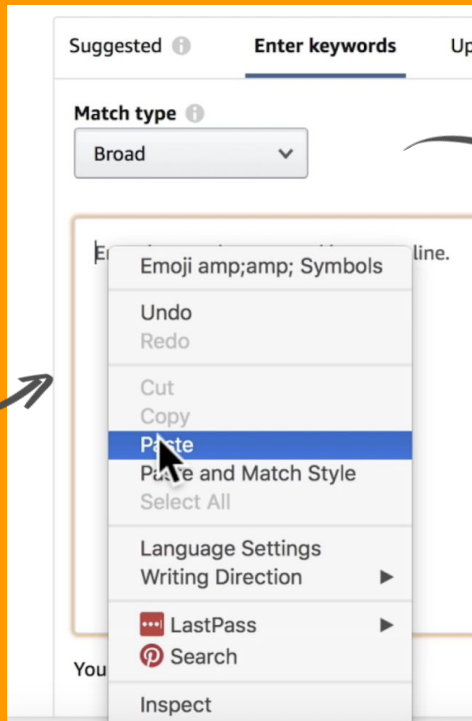 Suggested
Enter keywords
Up
Match type
Broad
line.
Emoji amp;amp; Symbols
Undo
Redo
Cut
Copy
Paste
Paste and Match Style
Select All
Language Settings
Writing Direction
LastPass
Search
You
Inspect